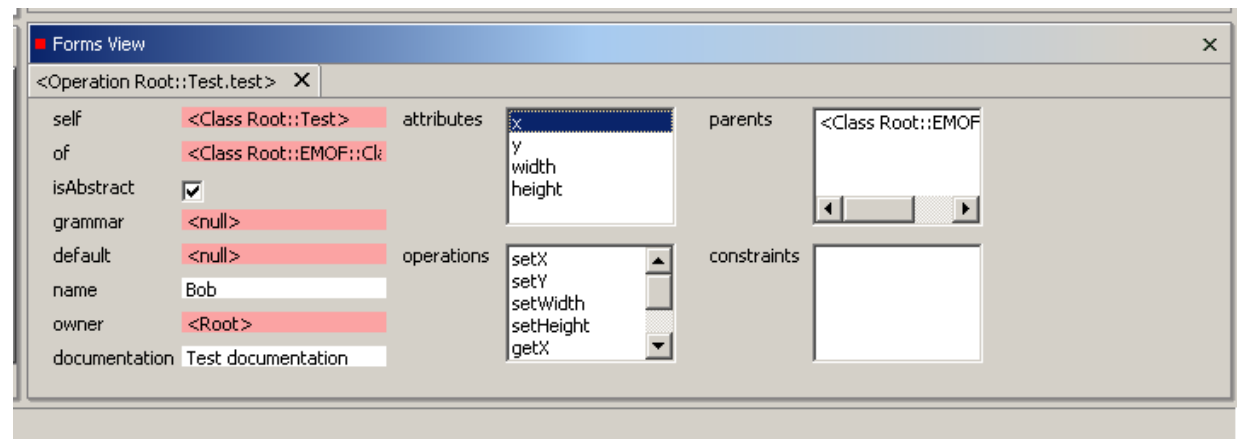 Forms View
<Operation Root::Test.test>
self <Class Root::Test>
of <Class Root::EMOF::Cla
isAbstract
grammar <null>
default <null>
name Bob
owner <Root>
documentation Test documentation
attributes
x
y
width
height
operations
setX
setY
setWidth
setHeight
getX
parents
<Class Root::EMOF
constraints